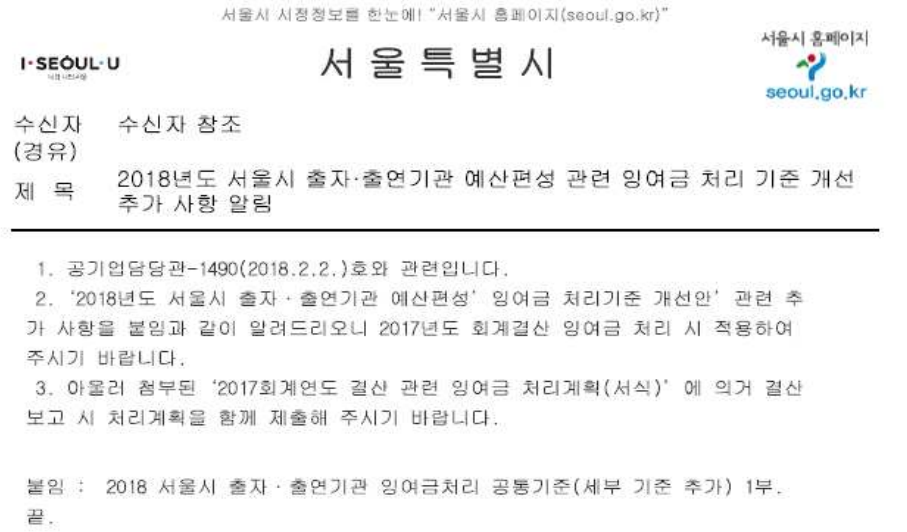 서울시 시정정보를 한눈에! "서울시 홈페이지(seoul.go.kr)"
I·SEOUL·U
서울특별시
서울시 홈페이지
seoul.go.kr
수신자 수신자 참조
(경유)
제 목 2018년도 서울시 출자·출연기관 예산편성 관련 잉여금 처리 기준 개선
추가 사항 알림
1. 공기업담당관-1490(2018.2.2.)호와 관련입니다.
2. '2018년도 서울시 출자·출연기관 예산편성' 잉여금 처리기준 개선안' 관련 추
가 사항을 붙임과 같이 알려드리오니 2017년도 회계결산 잉여금 처리 시 적용하여
주시기 바랍니다.
3. 아울러 첨부된 '2017회계연도 결산 관련 잉여금 처리계획(서식)' 에 의거 결산
보고 시 처리계획을 함께 제출해 주시기 바랍니다.
붙임 : 2018 서울시 출자·출연기관 잉여금처리 공통기준(세부 기준 추가) 1부.
끝.